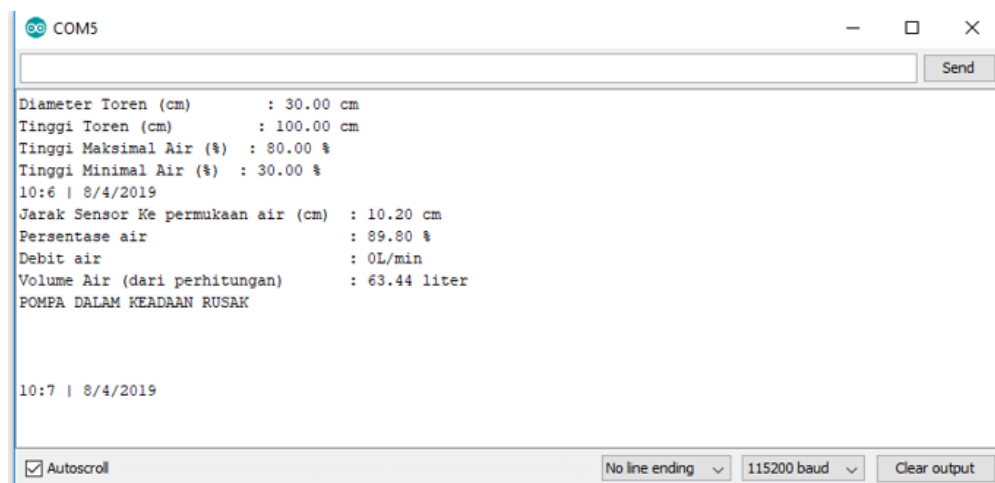 COM5
Send
Diameter Toren (cm) : 30.00 cm
Tinggi Toren (cm) : 100.00 cm
Tinggi Maksimal Air (%) : 80.00 %
Tinggi Minimal Air (%) : 30.00 %
10:6 | 8/4/2019
Jarak Sensor Ke permukaan air (cm) : 10.20 cm
Persentase air : 89.80 %
Debit air : 0L/min
Volume Air (dari perhitungan) : 63.44 liter
POMPA DALAM KEADAAN RUSAK
10:7 | 8/4/2019
Autoscroll No line ending 115200 baud Clear output